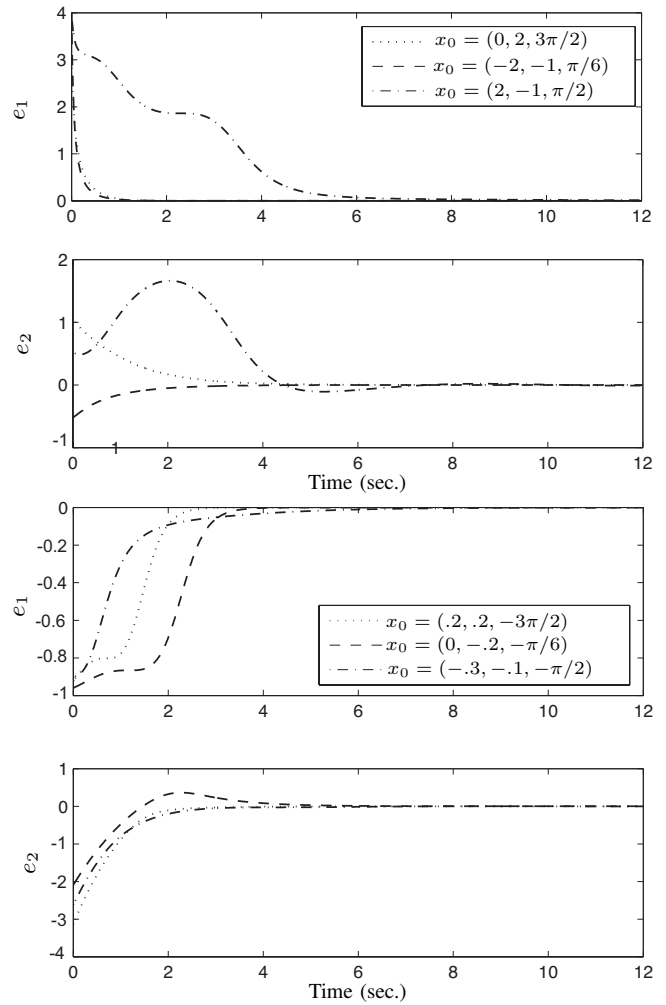 4
3
2
1
0
e₁
x₀ = (0, 2, 3π/2)
x₀ = (−2, −1, π/6)
x₀ = (2, −1, π/2)
0 2 4 6 8 10 12
2
1
0
-1
e₂
1
0 2 4 6 8 10 12
Time (sec.)
0
-0.2
-0.4
-0.6
-0.8
-1
e₁
x₀ = (.2, .2, −3π/2)
x₀ = (0, −.2, −π/6)
x₀ = (−.3, −.1, −π/2)
0 2 4 6 8 10 12
1
0
-1
-2
-3
-4
e₂
0 2 4 6 8 10 12
Time (sec.)